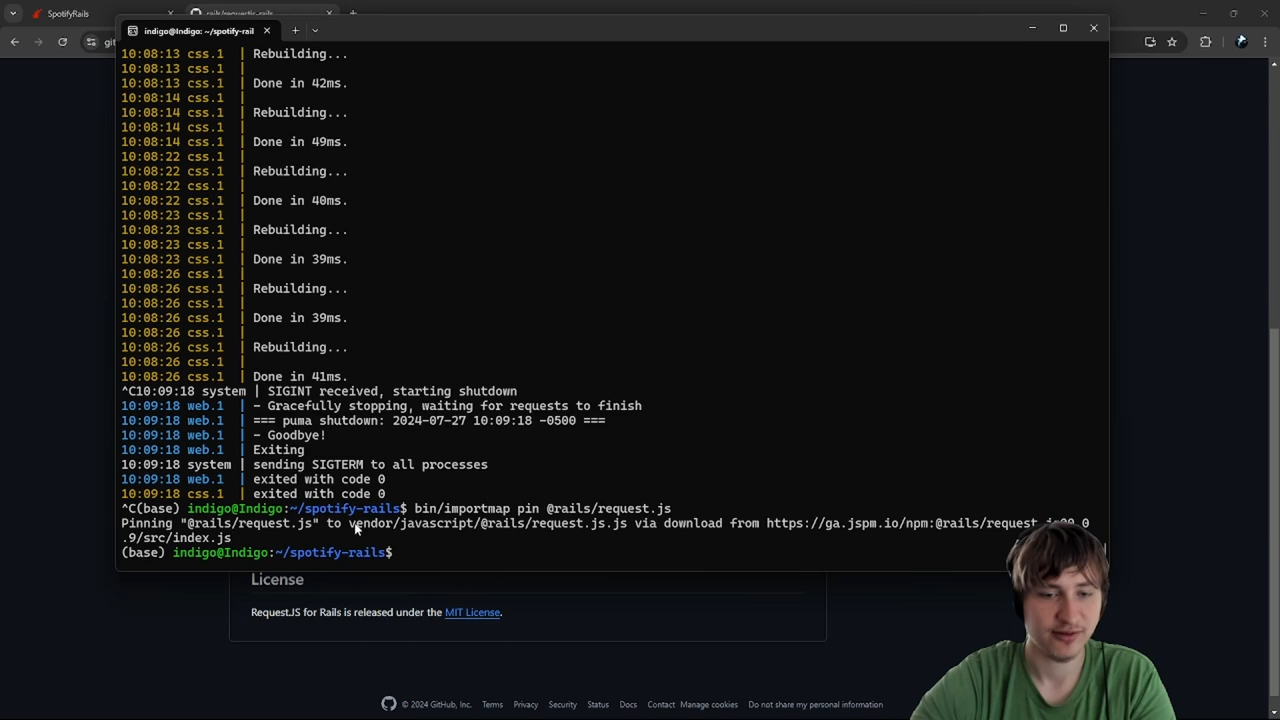 SpotifyRails
rails/requestjs-rails
indigo@Indigo: ~/spotify-rail
10:08:13 css.1 | Rebuilding...
10:08:13 css.1 |
10:08:13 css.1 | Done in 42ms.
10:08:14 css.1 |
10:08:14 css.1 | Rebuilding...
10:08:14 css.1 |
10:08:14 css.1 | Done in 49ms.
10:08:22 css.1 |
10:08:22 css.1 | Rebuilding...
10:08:22 css.1 |
10:08:22 css.1 | Done in 40ms.
10:08:23 css.1 |
10:08:23 css.1 | Rebuilding...
10:08:23 css.1 |
10:08:23 css.1 | Done in 39ms.
10:08:26 css.1 |
10:08:26 css.1 | Rebuilding...
10:08:26 css.1 |
10:08:26 css.1 | Done in 39ms.
10:08:26 css.1 |
10:08:26 css.1 | Rebuilding...
10:08:26 css.1 |
10:08:26 css.1 | Done in 41ms.
^C10:09:18 system | SIGINT received, starting shutdown
10:09:18 web.1 | - Gracefully stopping, waiting for requests to finish
10:09:18 web.1 | === puma shutdown: 2024-07-27 10:09:18 -0500 ===
10:09:18 web.1 | - Goodbye!
10:09:18 web.1 | Exiting
10:09:18 system | sending SIGTERM to all processes
10:09:18 web.1 | exited with code 0
10:09:18 css.1 | exited with code 0
^C(base) indigo@Indigo:~/spotify-rails$ bin/importmap pin @rails/request.js
Pinning "@rails/request.js" to vendor/javascript/@rails/request.js.js via download from https://ga.jspm.io/npm:@rails/request.js@0.0
.9/src/index.js
(base) indigo@Indigo:~/spotify-rails$
License
Request.JS for Rails is released under the MIT License.
© 2024 GitHub, Inc. Terms Privacy Security Status Docs Contact Manage cookies Do not share my personal information